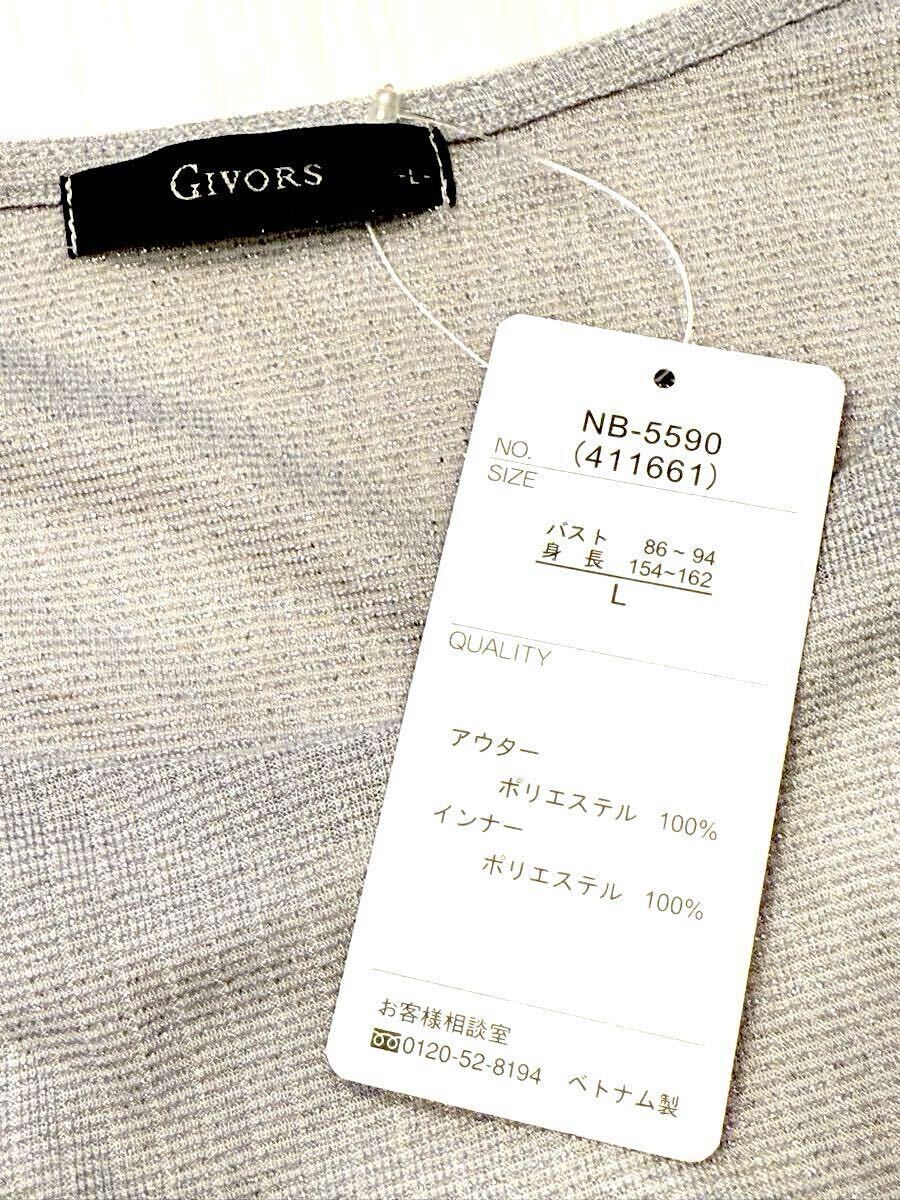 GIVORS
-L-
NO. NB-5590
(411661)
SIZE
バスト 86~94
身長 154~162
L
QUALITY
アウター
ポリエステル 100%
インナー
ポリエステル 100%
お客様相談室
0120-52-8194 ベトナム製